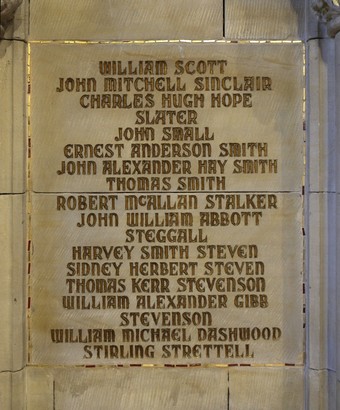 WILLIAM SCOTT
JOHN MITCHELL SINCLAIR
CHARLES HUGH HOPE
SLATER
JOHN SMALL
ERNEST ANDERSON SMITH
JOHN ALEXANDER HAY SMITH
THOMAS SMITH
ROBERT McALLAN STALKER
JOHN WILLIAM ABBOTT
STEGGALL
HARVEY SMITH STEVEN
SIDNEY HERBERT STEVEN
THOMAS KERR STEVENSON
WILLIAM ALEXANDER GIBB
STEVENSON
WILLIAM MICHAEL DASHWOOD
STIRLING STRETTELL